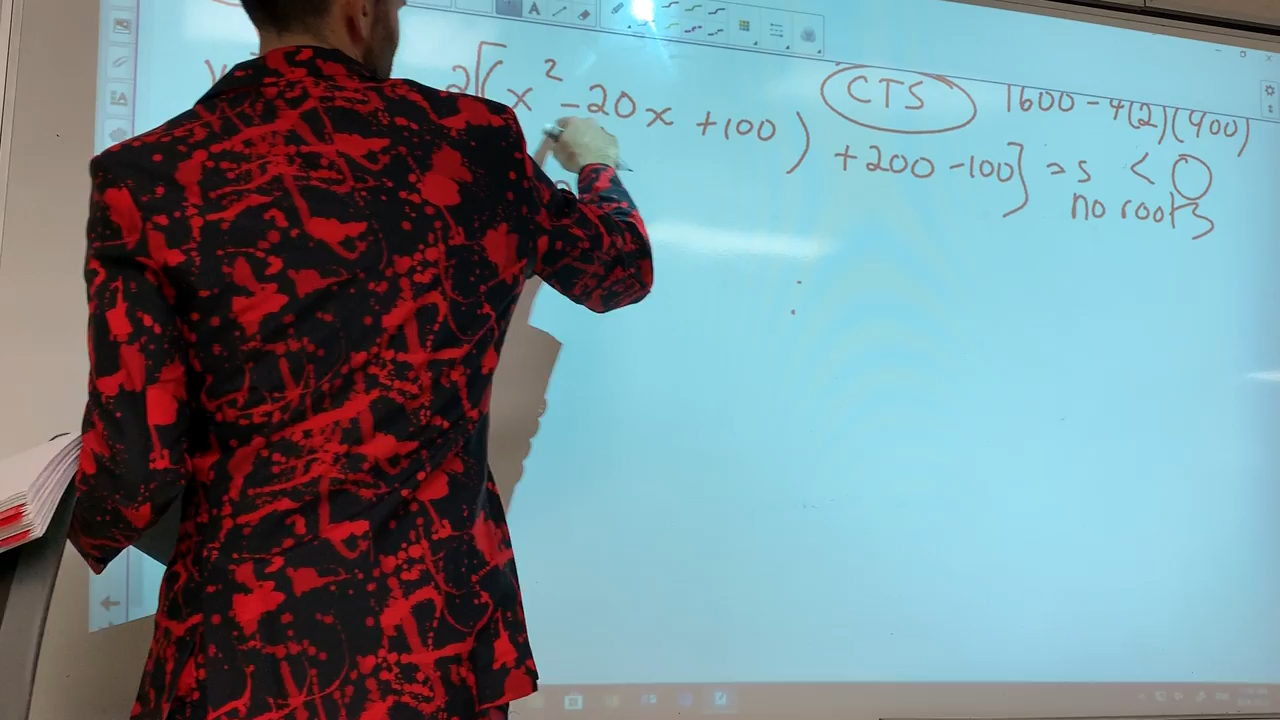 2[(x² - 20x + 100) + 200 - 100] = s
CTS
1600 - 4(2)(400)
< 0
no roots